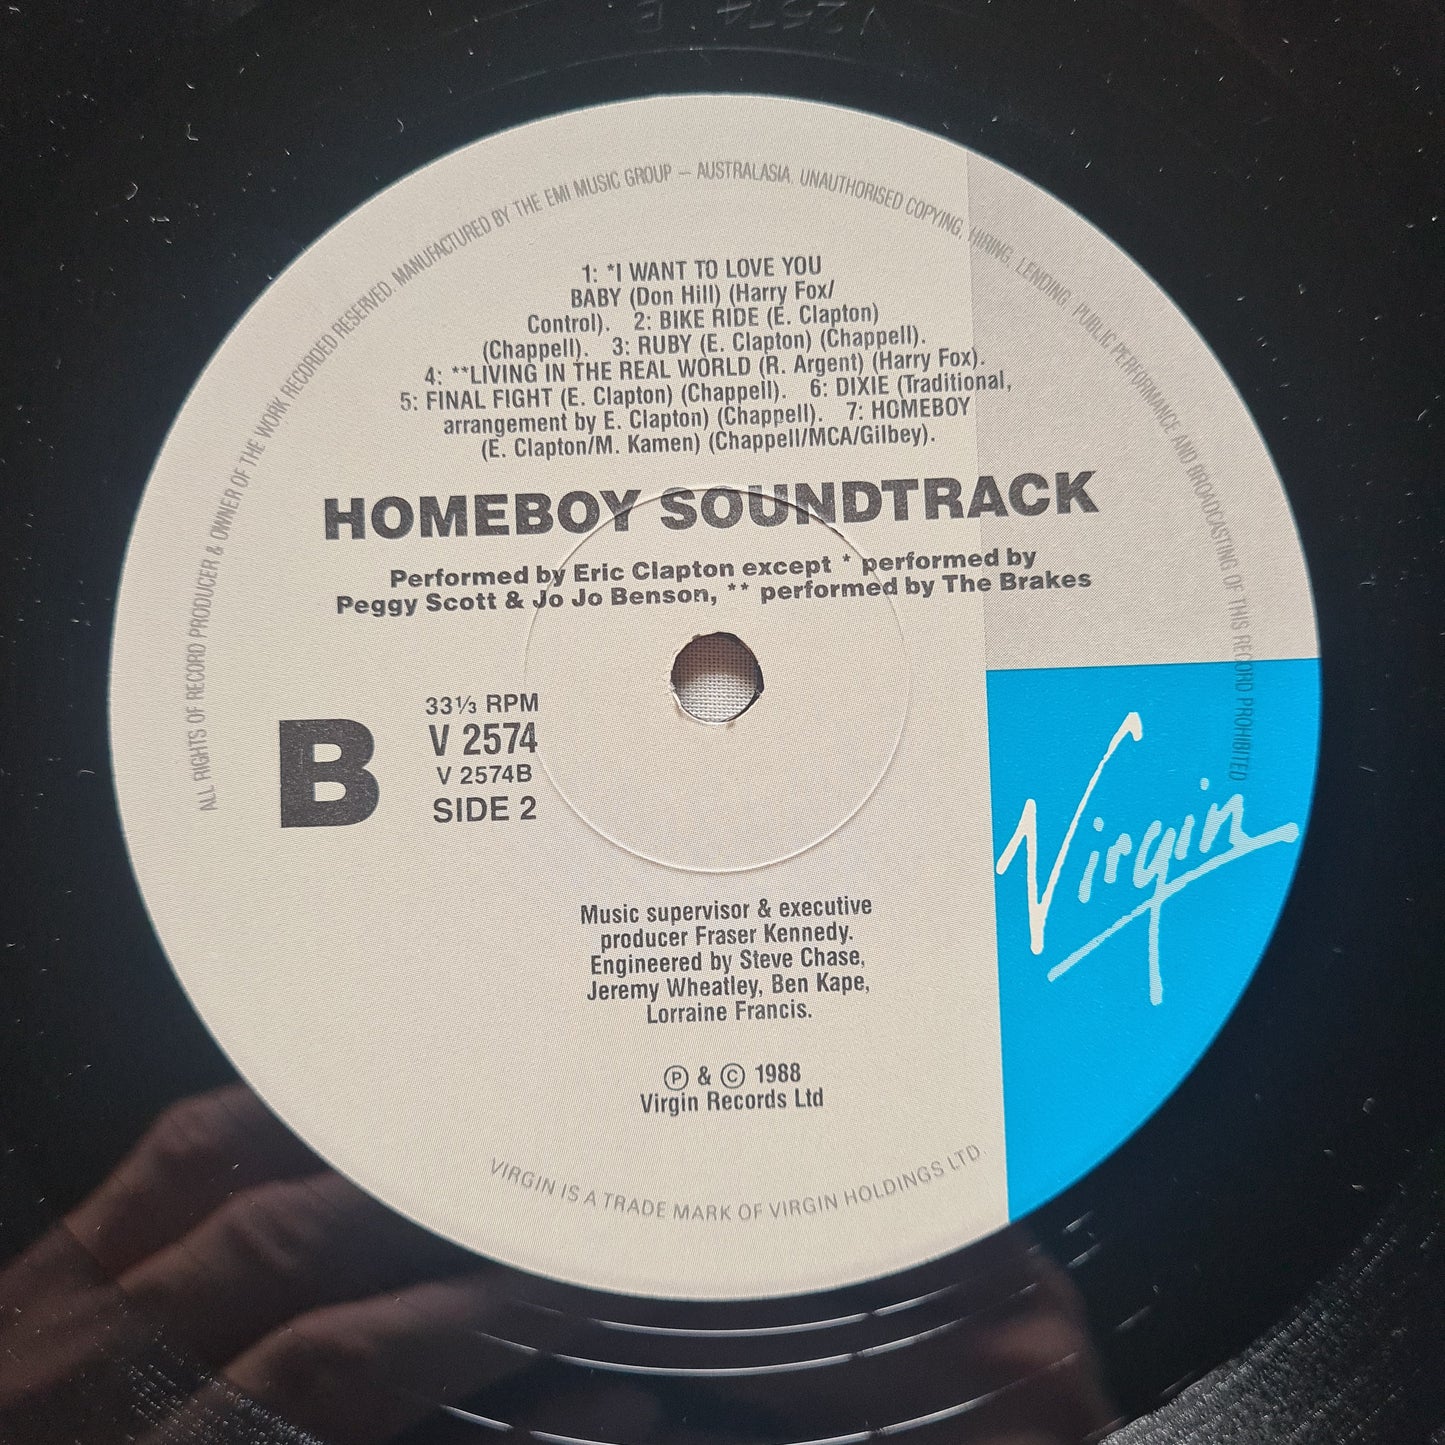 V 2574 B
ALL RIGHTS OF RECORD PRODUCER & OWNER OF THE WORK RECORDED RESERVED. MANUFACTURED BY THE EMI MUSIC GROUP — AUSTRALASIA. UNAUTHORISED COPYING, HIRING, LENDING, PUBLIC PERFORMANCE AND BROADCASTING OF THIS RECORD PROHIBITED
1: *I WANT TO LOVE YOU
BABY (Don Hill) (Harry Fox/
Control). 2: BIKE RIDE (E. Clapton)
(Chappell). 3: RUBY (E. Clapton) (Chappell).
4: **LIVING IN THE REAL WORLD (R. Argent) (Harry Fox).
5: FINAL FIGHT (E. Clapton) (Chappell). 6: DIXIE (Traditional,
arrangement by E. Clapton) (Chappell). 7: HOMEBOY
(E. Clapton/M. Kamen) (Chappell/MCA/Gilbey).
HOMEBOY SOUNDTRACK
Performed by Eric Clapton except * performed by
Peggy Scott & Jo Jo Benson, ** performed by The Brakes
33⅓ RPM
V 2574
V 2574B
SIDE 2
B
Virgin
Music supervisor & executive
producer Fraser Kennedy.
Engineered by Steve Chase,
Jeremy Wheatley, Ben Kape,
Lorraine Francis.
Ⓟ & © 1988
Virgin Records Ltd
VIRGIN IS A TRADE MARK OF VIRGIN HOLDINGS LTD.